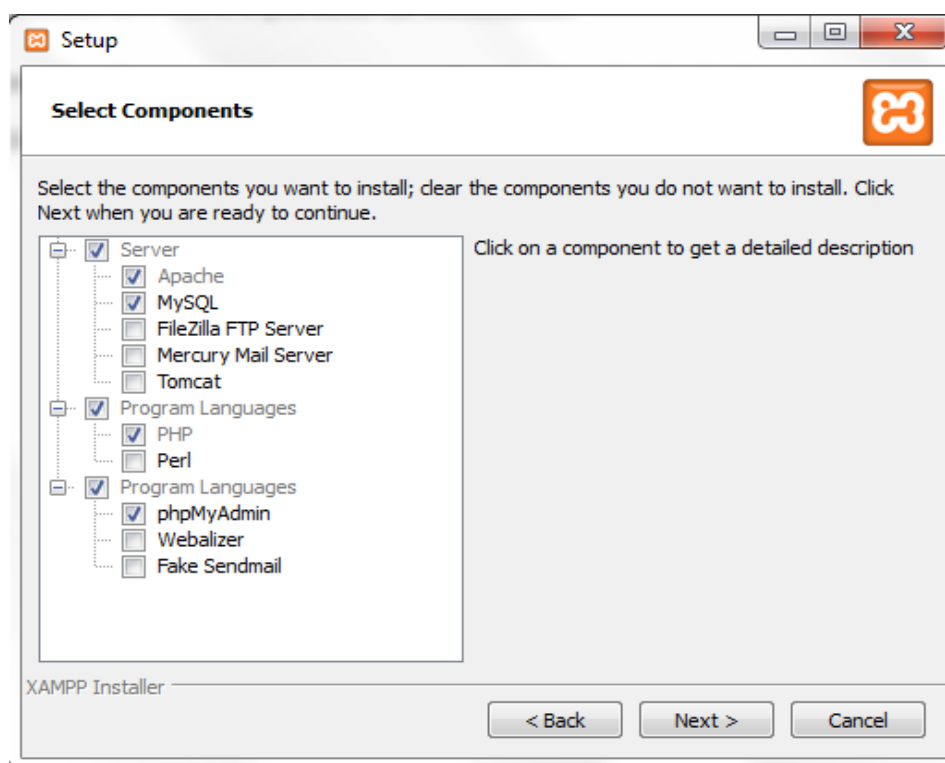 Setup
Select Components
Select the components you want to install; clear the components you do not want to install. Click
Next when you are ready to continue.
Server
Apache
MySQL
FileZilla FTP Server
Mercury Mail Server
Tomcat
Program Languages
PHP
Perl
Program Languages
phpMyAdmin
Webalizer
Fake Sendmail
Click on a component to get a detailed description
XAMPP Installer
< Back
Next >
Cancel